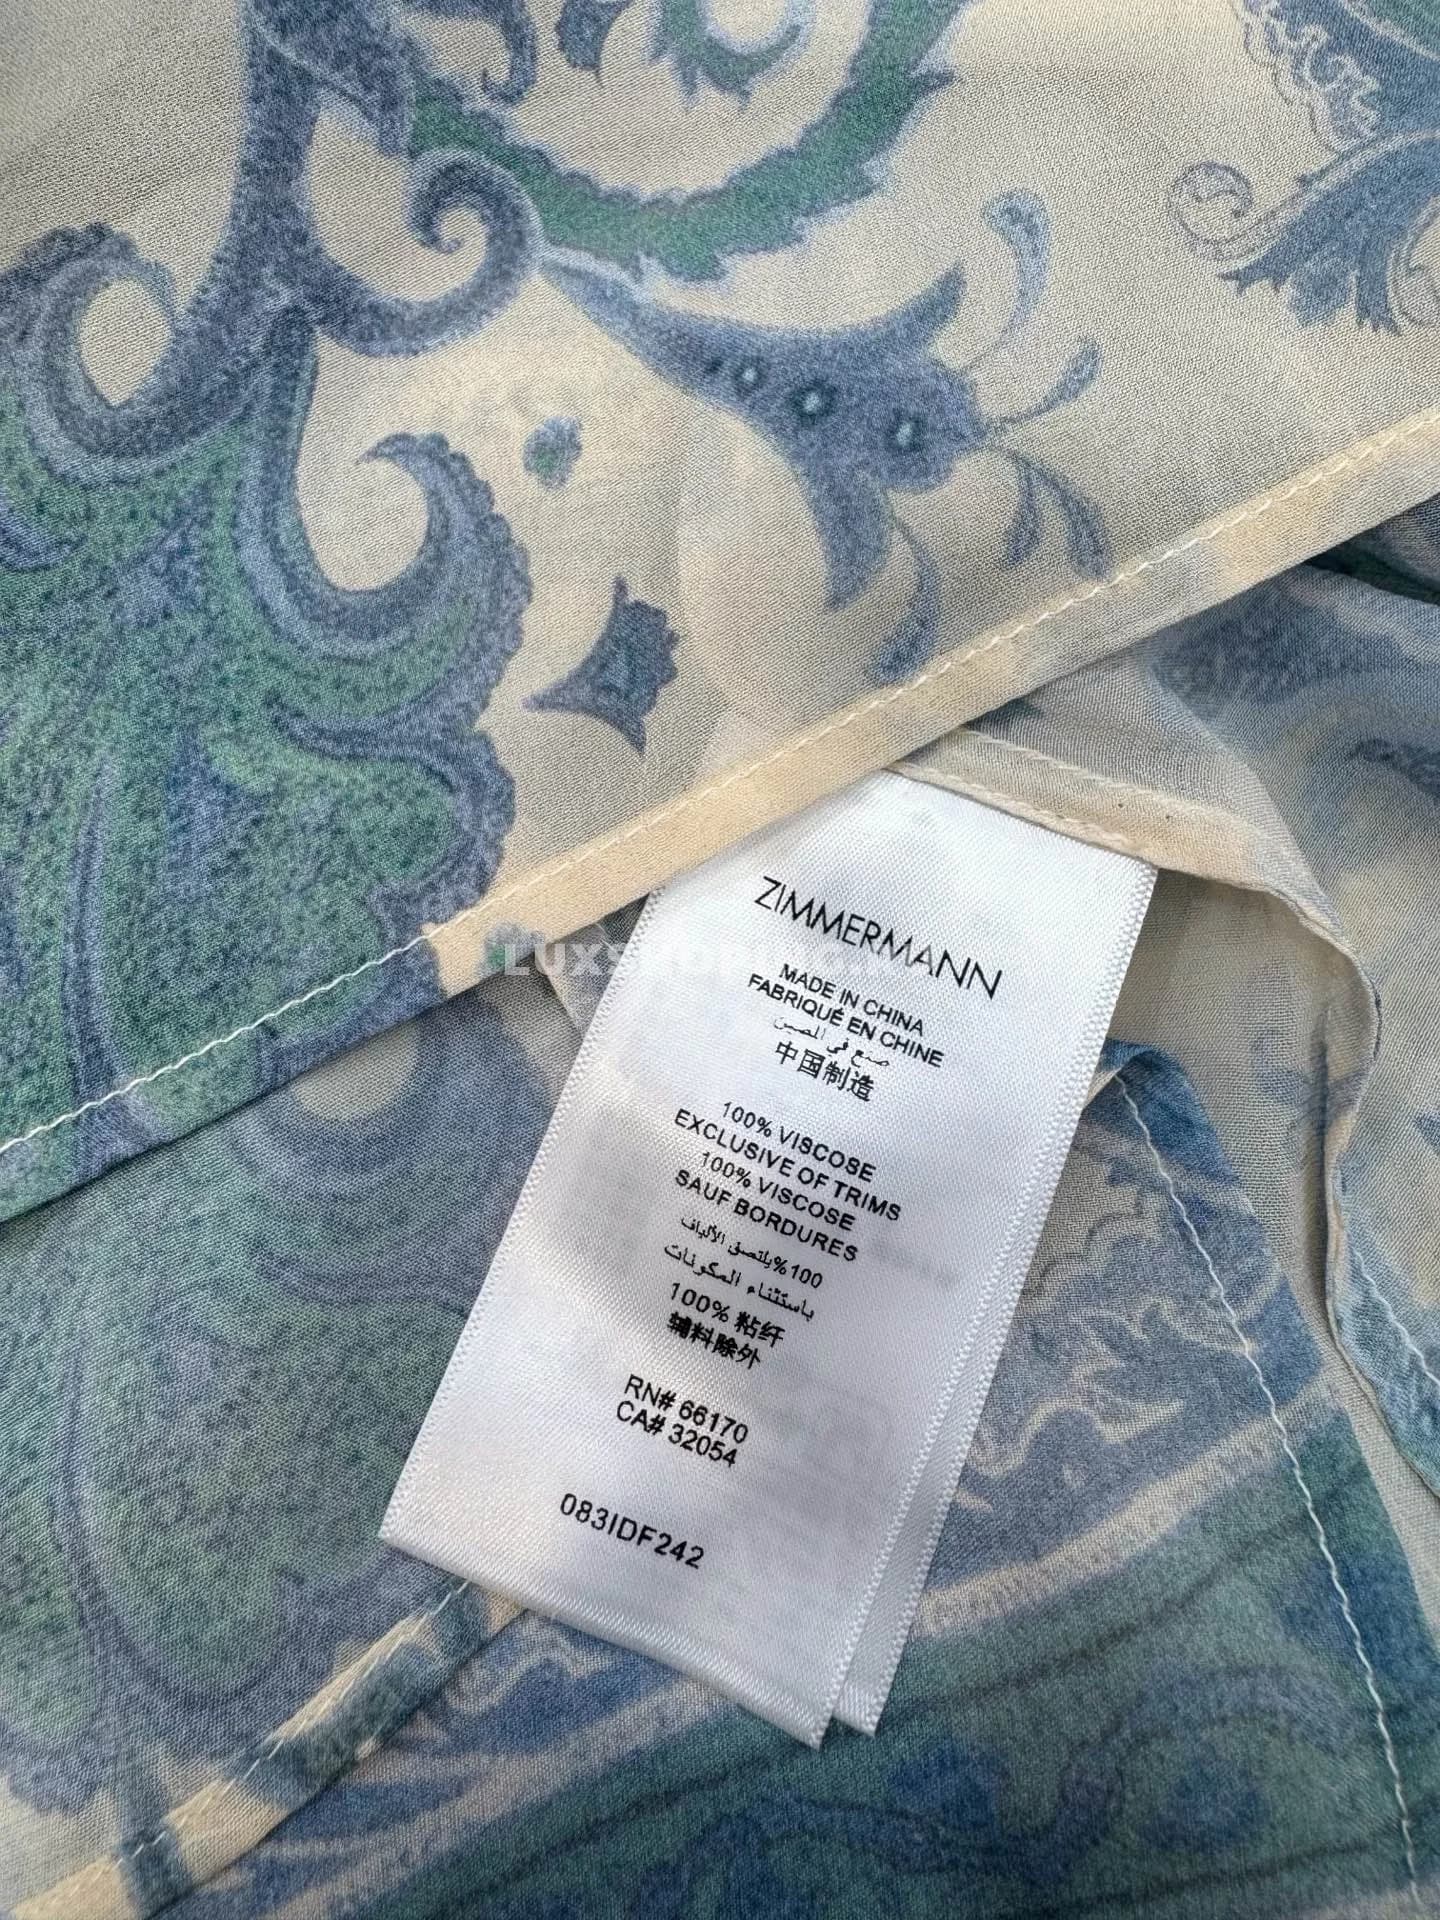 ZIMMERMANN
MADE IN CHINA
FABRIQUÉ EN CHINE
صنع في الصين
中国制造
100% VISCOSE
EXCLUSIVE OF TRIMS
100% VISCOSE
SAUF BORDURES
100%يلتصق الألياف
باستثناء المكونات
100% 粘纤
辅料除外
RN# 66170
CA# 32054
083IDF242